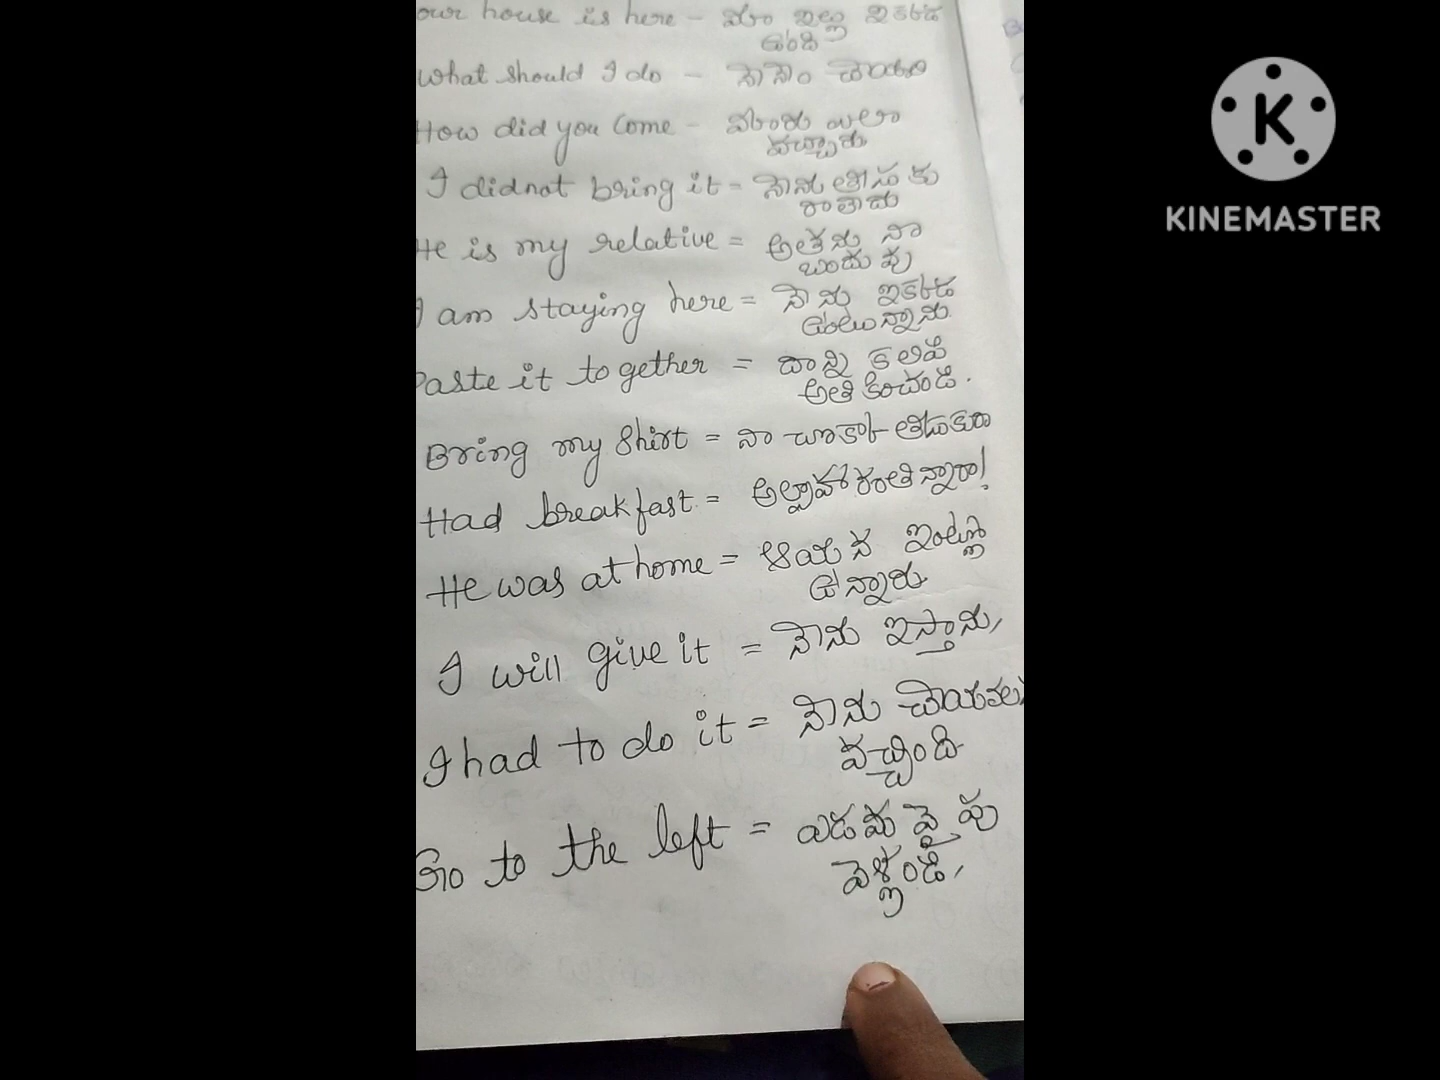 our house is here - మా ఇల్లు ఇక్కడ
ఉంది
What should I do - నేనేం చేయాలి
How did you come - మీరు ఎలా
వచ్చారు
I didnot bring it = నేను తీసుకు
రాలేదు
He is my relative = అతను నా
బందువు
I am staying here = నేను ఇక్కడ
ఉంటున్నాను.
Paste it together = దాన్ని కలిపి
అతికించండి.
Bring my Shirt = నా చొక్కా తీసుకురా
Had breakfast. = అల్పాహారం తిన్నారా!
He was at home = ఆయన ఇంట్లో
ఉన్నారు
I will give it = నేను ఇస్తాను,
I had to do it = నేను చేయవల
వచ్చింది
Go to the left = ఎడమ వైపు
వెళ్ళండి,
KINEMASTER